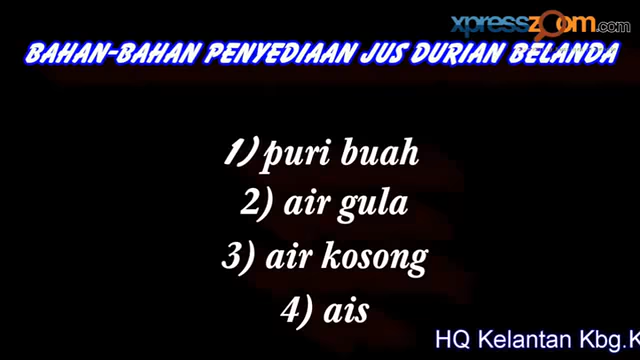 xpresszoom.com
BAHAN-BAHAN PENYEDIAAN JUS DURIAN BELANDA
1) puri buah
2) air gula
3) air kosong
4) ais
HQ Kelantan Kbg.K